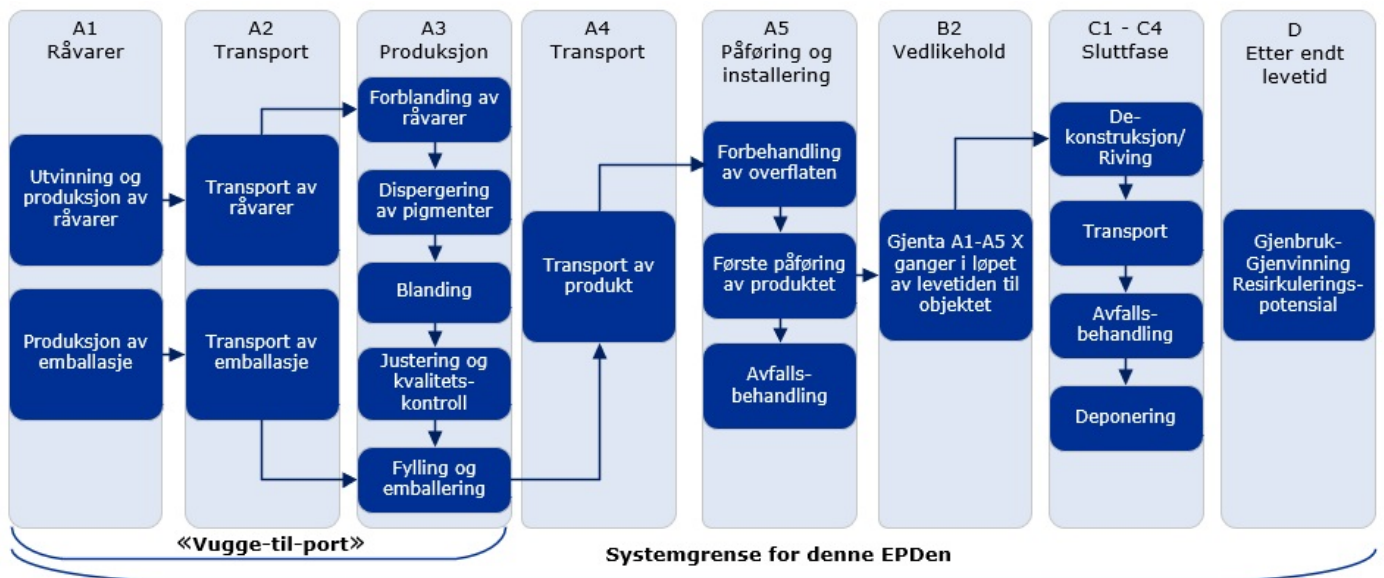 A1
Råvarer
Utvinning og
produksjon av
råvarer
Produksjon av
emballasje
A2
Transport
Transport av
råvarer
Transport av
emballasje
A3
Produksjon
Forblanding av
råvarer
Dispergering
av pigmenter
Blanding
Justering og
kvalitets-
kontroll
Fylling og
emballering
A4
Transport
Transport av
produkt
A5
Påføring og
installering
Forbehandling
av overflaten
Første påføring
av produktet
Avfalls-
behandling
B2
Vedlikehold
Gjenta A1-A5 X
ganger i løpet
av levetiden til
objektet
C1 - C4
Sluttfase
De-
konstruksjon/
Riving
Transport
Avfalls-
behandling
Deponering
D
Etter endt
levetid
Gjenbruk-
Gjenvinning
Resirkulerings-
potensial
«Vugge-til-port»
Systemgrense for denne EPDen